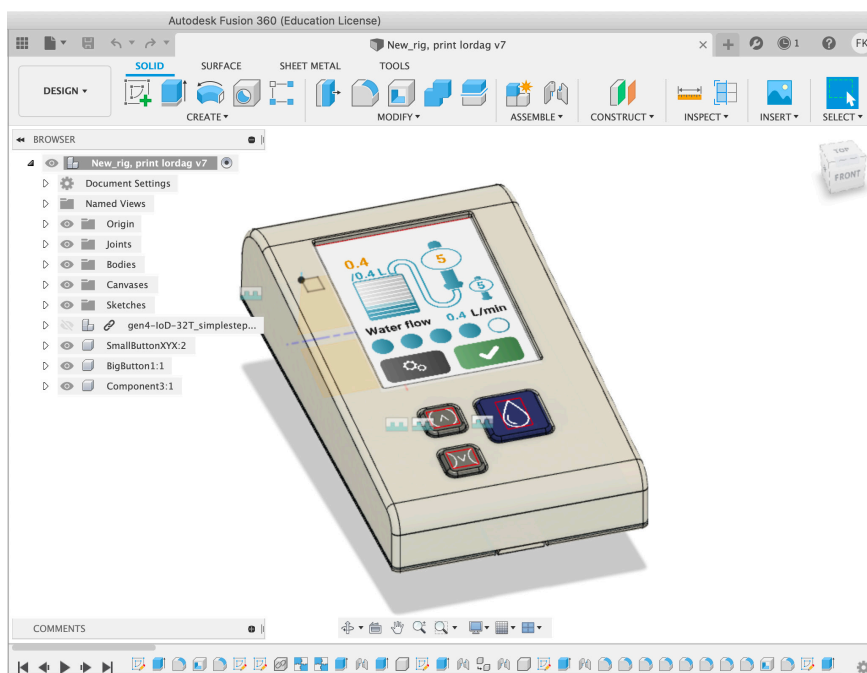 Autodesk Fusion 360 (Education License)
New_rig, print lordag v7
1
FK
SOLID SURFACE SHEET METAL TOOLS
DESIGN
CREATE MODIFY ASSEMBLE CONSTRUCT INSPECT INSERT SELECT
BROWSER
New_rig, print lordag v7
Document Settings
Named Views
Origin
Joints
Bodies
Canvases
Sketches
gen4-IoD-32T_simplestep...
SmallButtonXYX:2
BigButton1:1
Component3:1
TOP
FRONT
0.4
/0.4 L
5
5
Water flow
0.4 L/min
COMMENTS